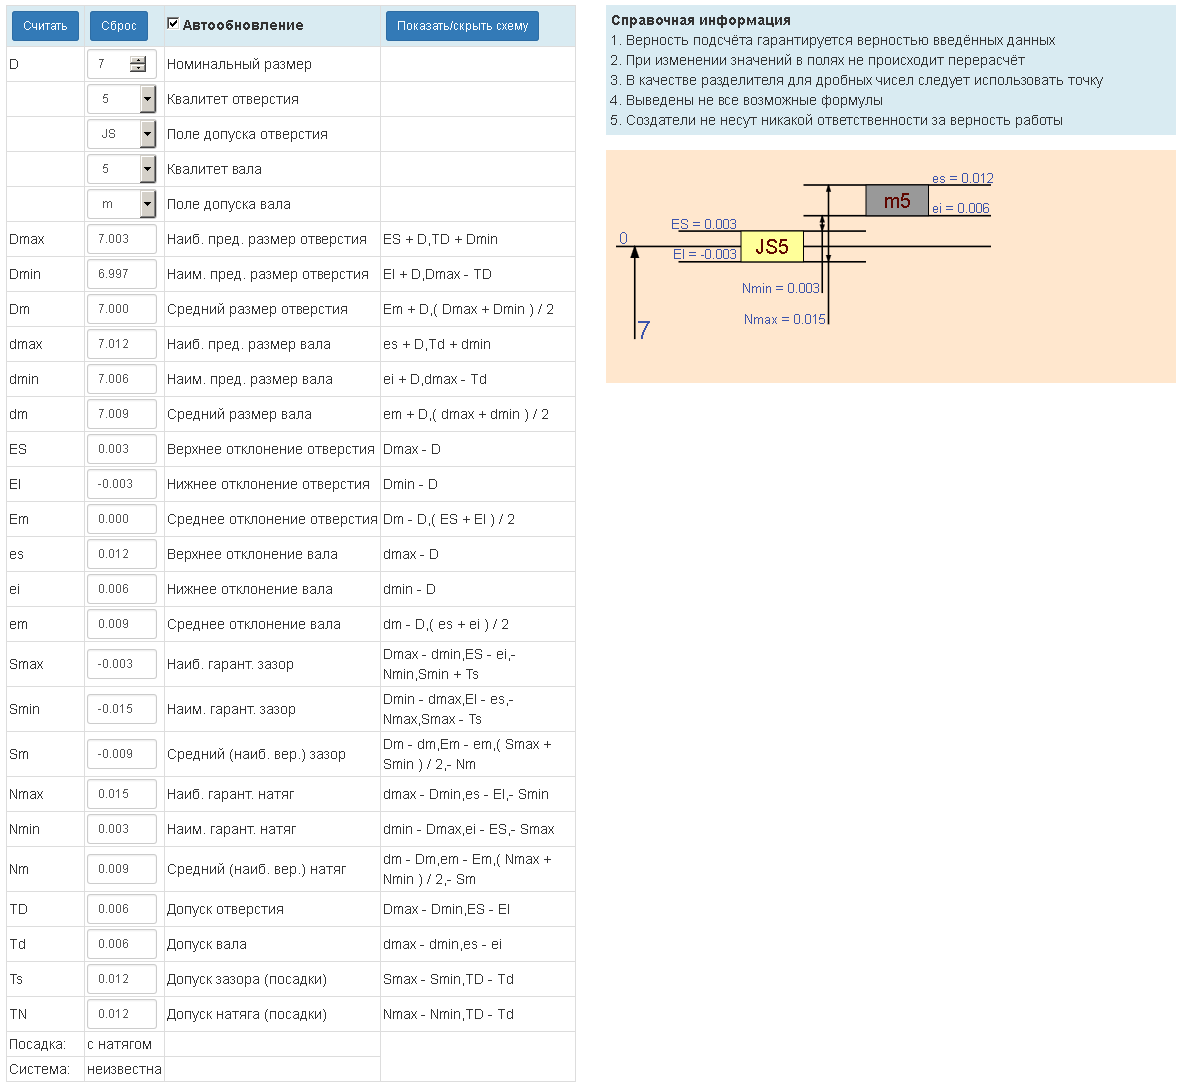 Считать Сброс Автообновление Показать/скрыть схему
D 7 Номинальный размер
5 Квалитет отверстия
JS Поле допуска отверстия
5 Квалитет вала
m Поле допуска вала
Dmax 7.003 Наиб. пред. размер отверстия ES + D,TD + Dmin
Dmin 6.997 Наим. пред. размер отверстия EI + D,Dmax - TD
Dm 7.000 Средний размер отверстия Em + D,( Dmax + Dmin ) / 2
dmax 7.012 Наиб. пред. размер вала es + D,Td + dmin
dmin 7.006 Наим. пред. размер вала ei + D,dmax - Td
dm 7.009 Средний размер вала em + D,( dmax + dmin ) / 2
ES 0.003 Верхнее отклонение отверстия Dmax - D
EI -0.003 Нижнее отклонение отверстия Dmin - D
Em 0.000 Среднее отклонение отверстия Dm - D,( ES + EI ) / 2
es 0.012 Верхнее отклонение вала dmax - D
ei 0.006 Нижнее отклонение вала dmin - D
em 0.009 Среднее отклонение вала dm - D,( es + ei ) / 2
Smax -0.003 Наиб. гарант. зазор Dmax - dmin,ES - ei,-
Nmin,Smin + Ts
Smin -0.015 Наим. гарант. зазор Dmin - dmax,EI - es,-
Nmax,Smax - Ts
Sm -0.009 Средний (наиб. вер.) зазор Dm - dm,Em - em,( Smax +
Smin ) / 2,- Nm
Nmax 0.015 Наиб. гарант. натяг dmax - Dmin,es - EI,- Smin
Nmin 0.003 Наим. гарант. натяг dmin - Dmax,ei - ES,- Smax
Nm 0.009 Средний (наиб. вер.) натяг dm - Dm,em - Em,( Nmax +
Nmin ) / 2,- Sm
TD 0.006 Допуск отверстия Dmax - Dmin,ES - EI
Td 0.006 Допуск вала dmax - dmin,es - ei
Ts 0.012 Допуск зазора (посадки) Smax - Smin,TD - Td
TN 0.012 Допуск натяга (посадки) Nmax - Nmin,TD - Td
Посадка: с натягом
Система: неизвестна
Справочная информация
1. Верность подсчёта гарантируется верностью введённых данных
2. При изменении значений в полях не происходит перерасчёт
3. В качестве разделителя для дробных чисел следует использовать точку
4. Выведены не все возможные формулы
5. Создатели не несут никакой ответственности за верность работы
es = 0.012
m5
ei = 0.006
ES = 0.003
0
JS5
EI = -0.003
Nmin = 0.003
Nmax = 0.015
7